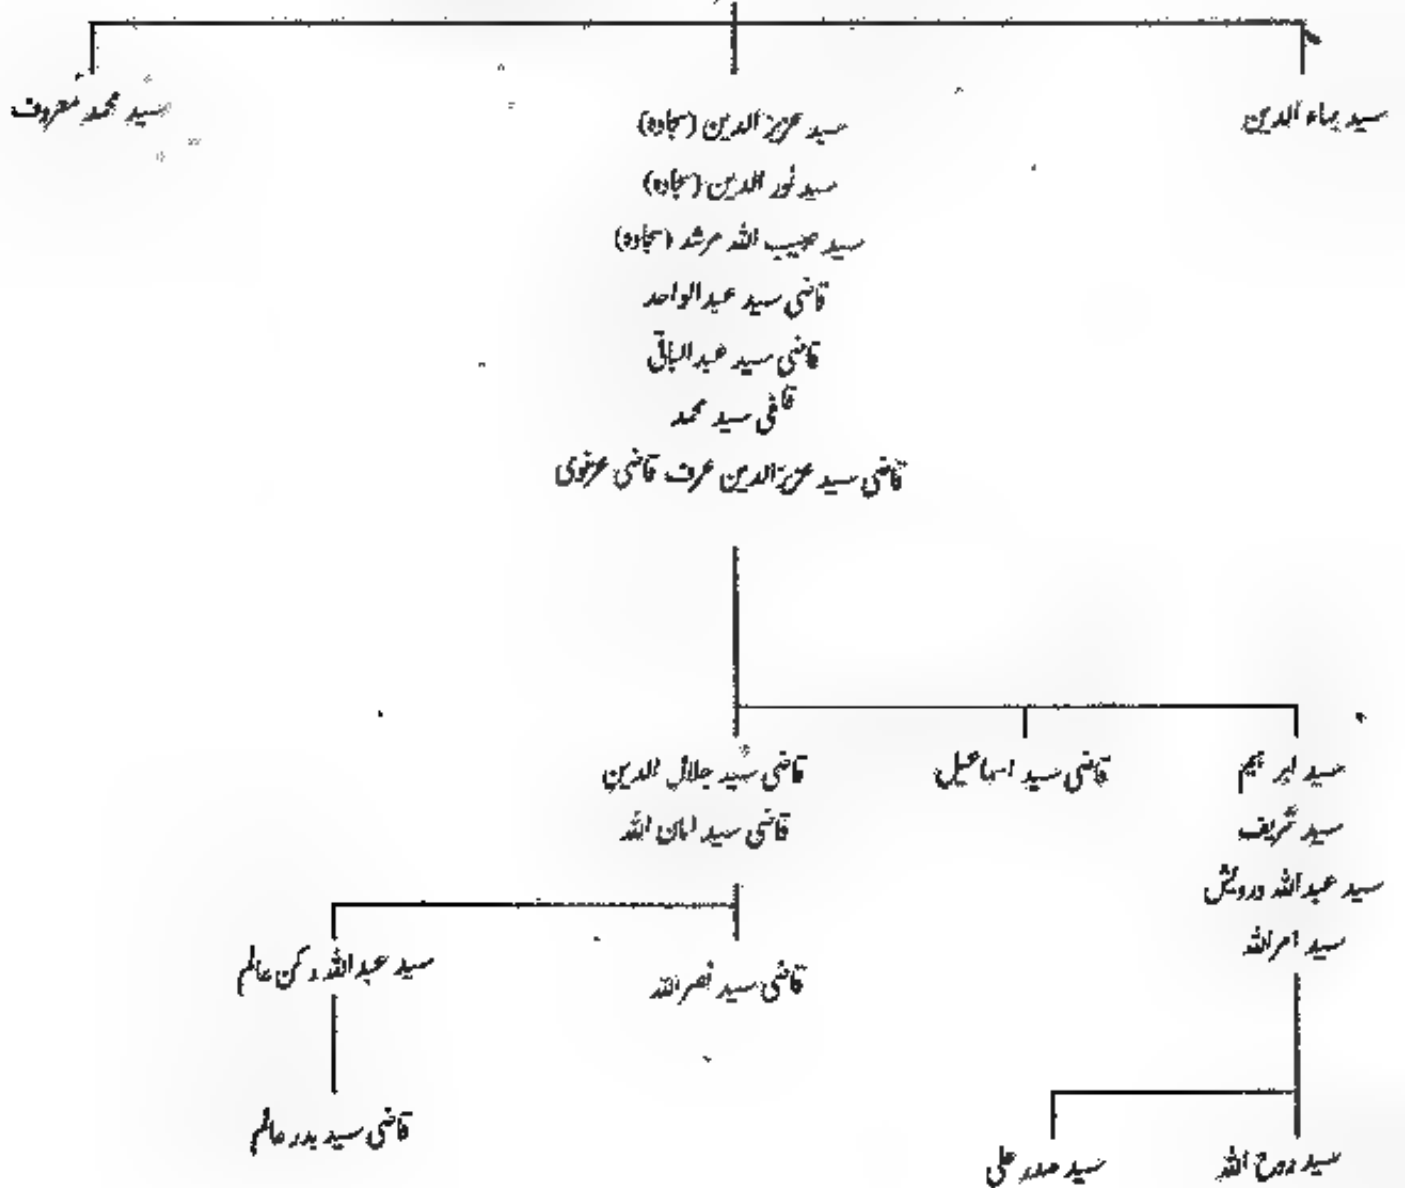 سید بہاء الدین
سید عزیز الدین (سجادہ)
سید محمد معروف
سید نور الدین (سجادہ)
سید حبیب اللہ مرشد (سجادہ)
قاضی سید عبدالواحد
قاضی سید عبدالباقی
قاضی سید محمد
قاضی سید عزیز الدین عرف قاضی
سید ابراہیم
قاضی سید اسماعیل
قاضی سید جلال الدین
سید شریف
قاضی سید امان اللہ
سید عبداللہ درویش
سید امراللہ
قاضی سید نصراللہ
سید عبداللہ رکن عالم
قاضی سید بدر عالم
سید روح اللہ
سید صدر علی